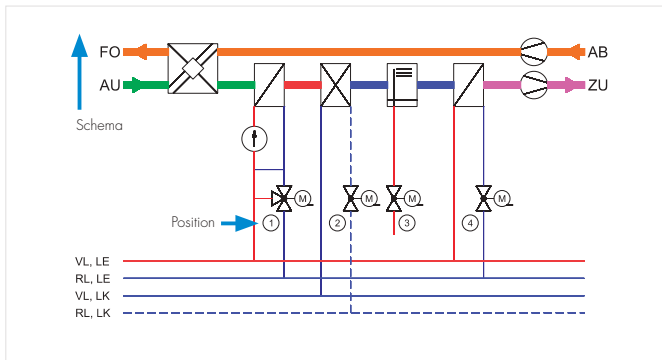 FO
AB
AU
ZU
Schema
M
M
M
M
Position
1
2
3
4
VL, LE
RL, LE
VL, LK
RL, LK